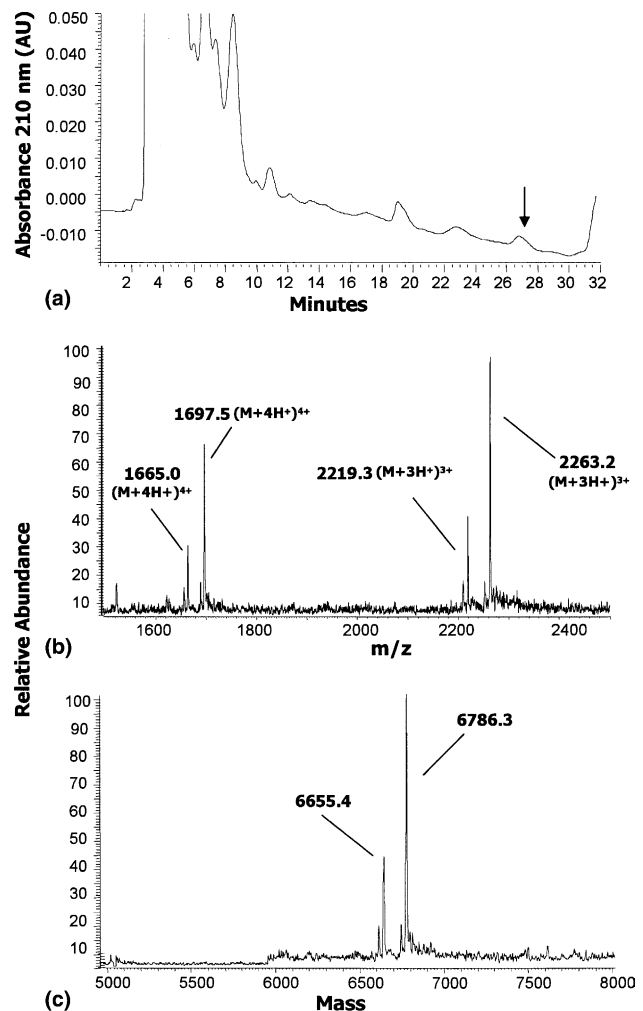 Absorbance 210 nm (AU)
0.050
0.040
0.030
0.020
0.010
0.000
-0.010
2 4 6 8 10 12 14 16 18 20 22 24 26 28 30 32
Minutes
(a)
Relative Abundance
100
90
80
70
60
50
40
30
20
10
1697.5 (M+4H⁺)⁴⁺
1665.0
(M+4H+)⁴⁺
2219.3 (M+3H⁺)³⁺
2263.2
(M+3H+)³⁺
1600 1800 2000 2200 2400
m/z
(b)
100
90
80
70
60
50
40
30
20
10
6786.3
6655.4
5000 6000 7000 8000
Mass
(c)